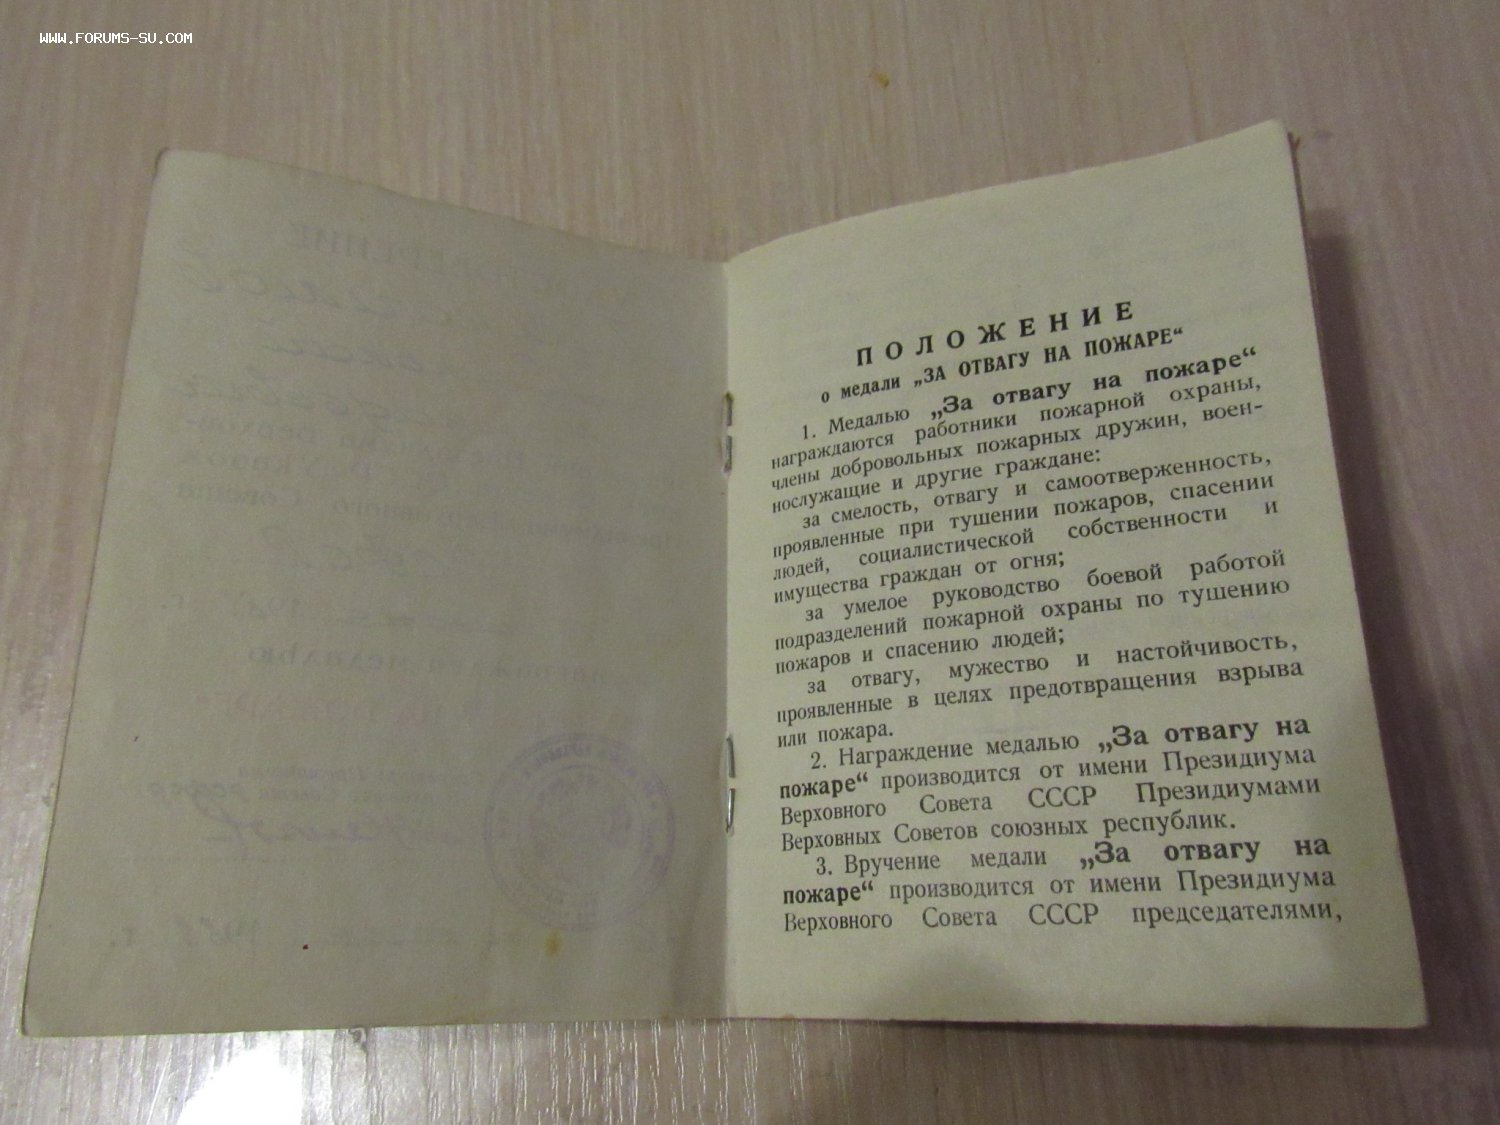 WWW.FORUMS-SU.COM
ПОЛОЖЕНИЕ
о медали „ЗА ОТВАГУ НА ПОЖАРЕ“
1. Медалью „За отвагу на пожаре“
награждаются работники пожарной охраны,
члены добровольных пожарных дружин, воен-
нослужащие и другие граждане:
за смелость, отвагу и самоотверженность,
проявленные при тушении пожаров, спасении
людей, социалистической собственности и
имущества граждан от огня;
за умелое руководство боевой работой
подразделений пожарной охраны по тушению
пожаров и спасению людей;
за отвагу, мужество и настойчивость,
проявленные в целях предотвращения взрыва
или пожара.
2. Награждение медалью „За отвагу на
пожаре“ производится от имени Президиума
Верховного Совета СССР Президиумами
Верховных Советов союзных республик.
3. Вручение медали „За отвагу на
пожаре“ производится от имени Президиума
Верховного Совета СССР председателями,